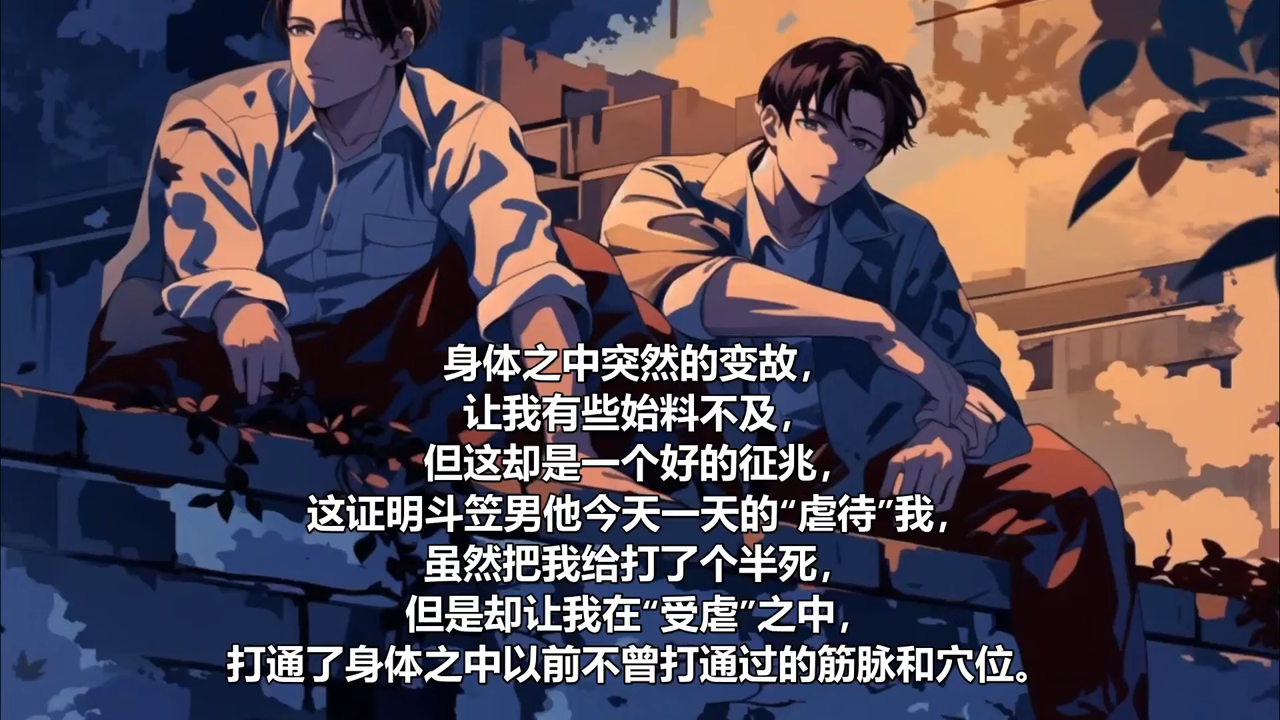 身体之中突然的变故，
让我有些始料不及，
但这却是一个好的征兆，
这证明斗笠男他今天一天的“虐待”我，
虽然把我给打了个半死，
但是却让我在“受虐”之中，
打通了身体之中以前不曾打通过的筋脉和穴位。